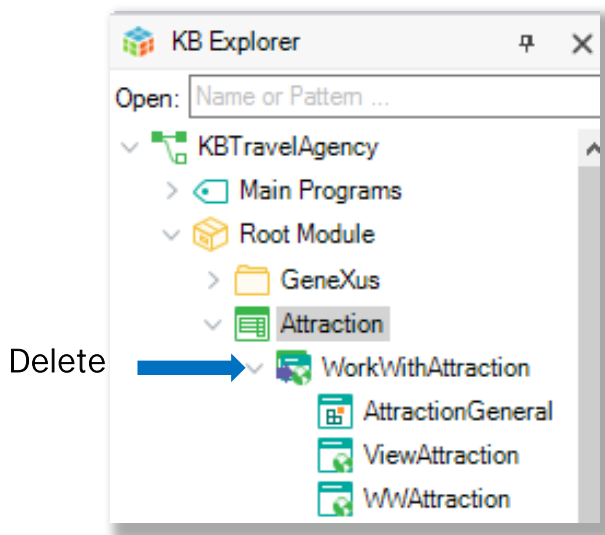 KB Explorer
Open: Name or Pattern ...
KBTravelAgency
Main Programs
Root Module
GeneXus
Attraction
Delete WorkWithAttraction
AttractionGeneral
ViewAttraction
WWAttraction